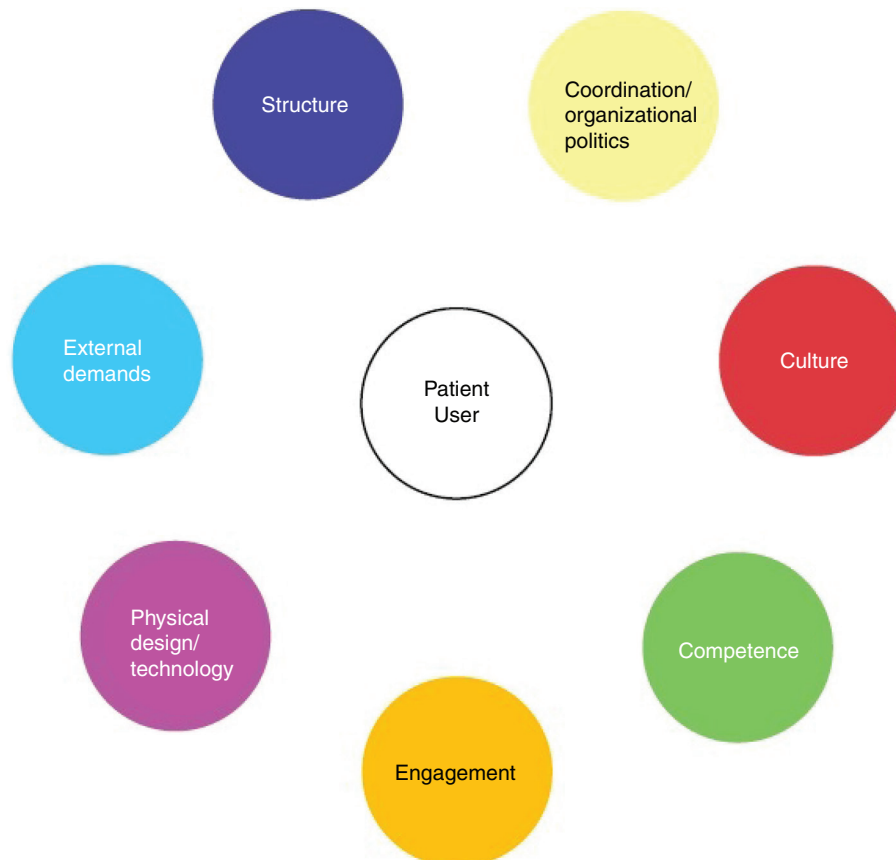 Structure
Coordination/
organizational
politics
External
demands
Patient
User
Culture
Physical
design/
technology
Competence
Engagement